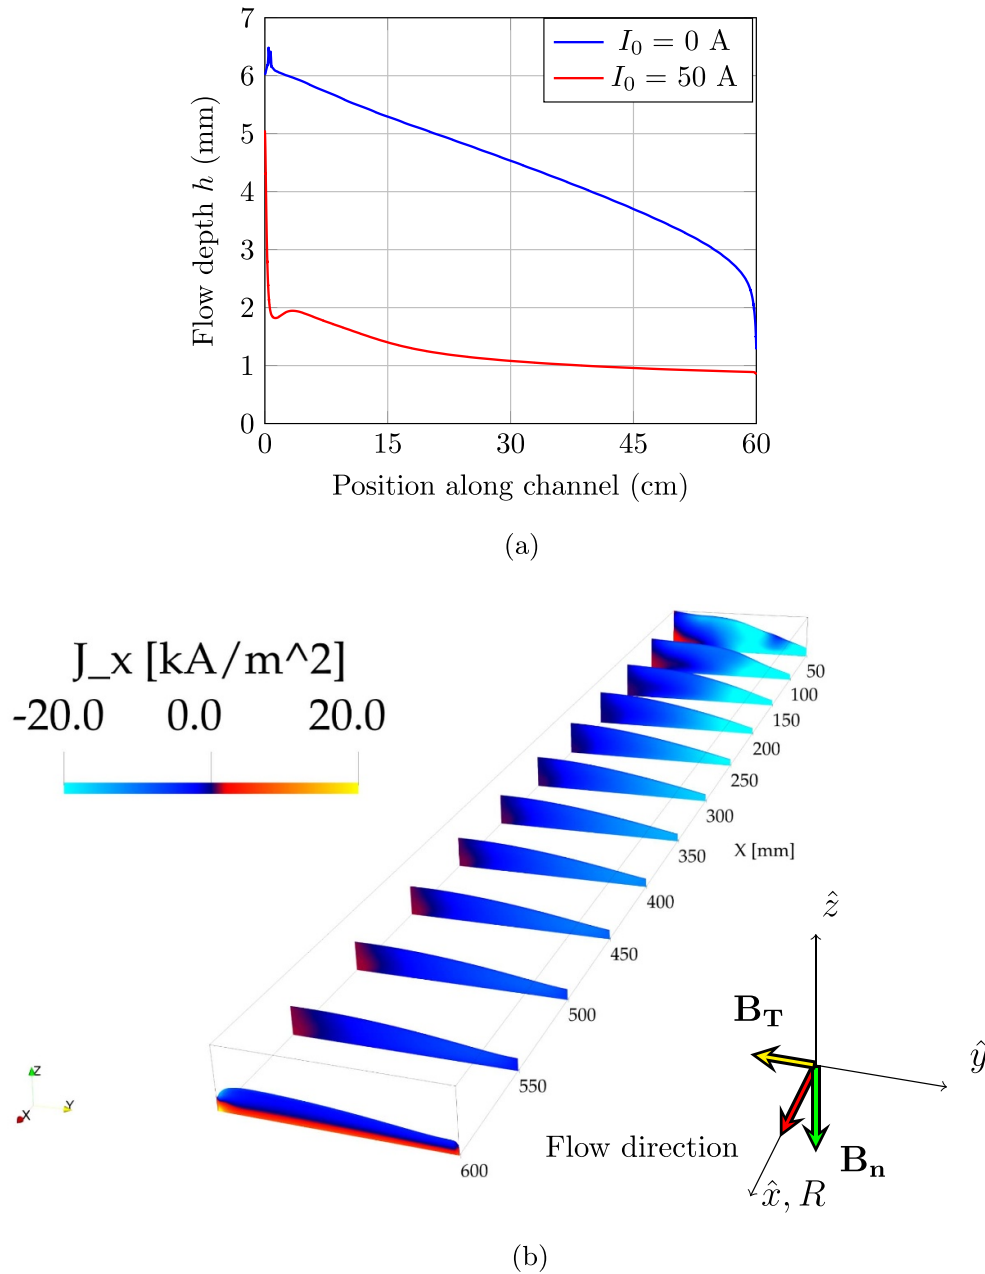 7
6
5
4
3
2
1
0
Flow depth h (mm)
I₀ = 0 A
I₀ = 50 A
0 15 30 45 60
Position along channel (cm)
(a)
J_x [kA/m^2]
-20.0 0.0 20.0
50
100
150
200
250
300
350
X [mm]
400
450
500
550
600
Z
Y
X
ẑ
B_T
ŷ
Flow direction
B_n
x̂, R
(b)